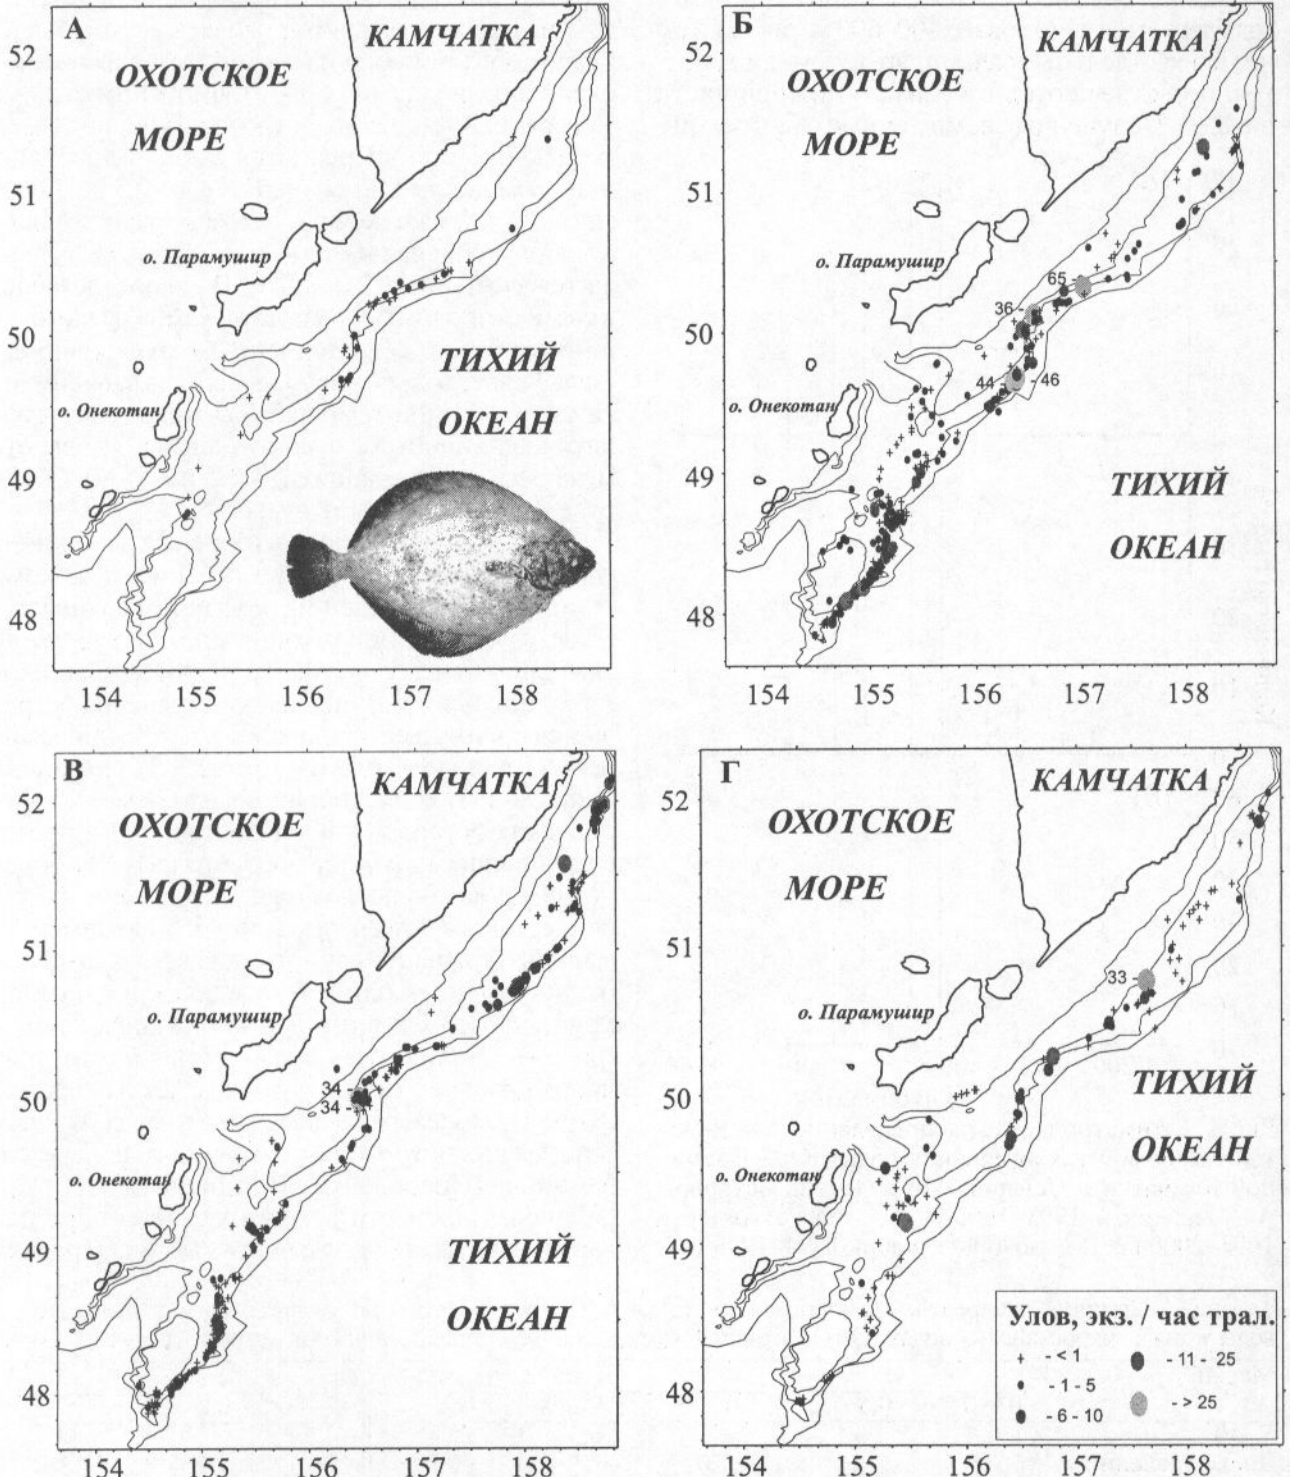 А
КАМЧАТКА
ОХОТСКОЕ
МОРЕ
о. Парамушир
ТИХИЙ
ОКЕАН
о. Онекотан
52
51
50
49
48
154 155 156 157 158
Б
КАМЧАТКА
ОХОТСКОЕ
МОРЕ
о. Парамушир
65
36 -
44 - 46
о. Онекотан
ТИХИЙ
ОКЕАН
52
51
50
49
48
154 155 156 157 158
В
КАМЧАТКА
ОХОТСКОЕ
МОРЕ
о. Парамушир
34 -
34 -
о. Онекотан
ТИХИЙ
ОКЕАН
52
51
50
49
48
154 155 156 157 158
Г
КАМЧАТКА
ОХОТСКОЕ
МОРЕ
33 -
о. Парамушир
ТИХИЙ
ОКЕАН
о. Онекотан
52
51
50
49
48
154 155 156 157 158
Улов, экз. / час трал.
- < 1
- 1 - 5
- 6 - 10
- 11 - 25
- > 25